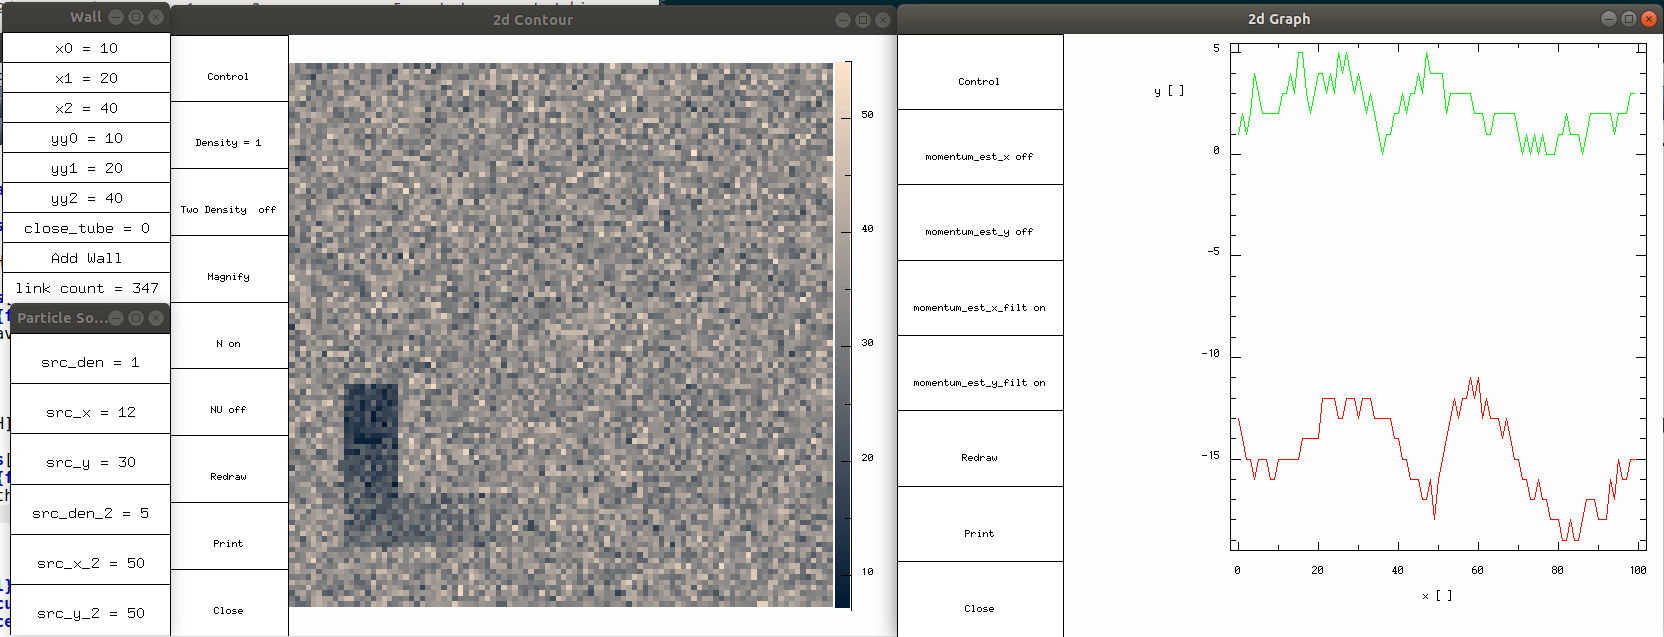 Wall
x0 = 10
x1 = 20
x2 = 40
yy0 = 10
yy1 = 20
yy2 = 40
close_tube = 0
Add Wall
link count = 347
Particle So...
src_den = 1
src_x = 12
src_y = 30
src_den_2 = 5
src_x_2 = 50
src_y_2 = 50
2d Contour
Control
Density = 1
Two Density off
Magnify
N on
NU off
Redraw
Print
Close
50
40
30
20
10
2d Graph
Control
momentum_est_x off
momentum_est_y off
momentum_est_x_filt on
momentum_est_y_filt on
Redraw
Print
Close
y [ ]
5
0
-5
-10
-15
0 20 40 60 80 100
x [ ]